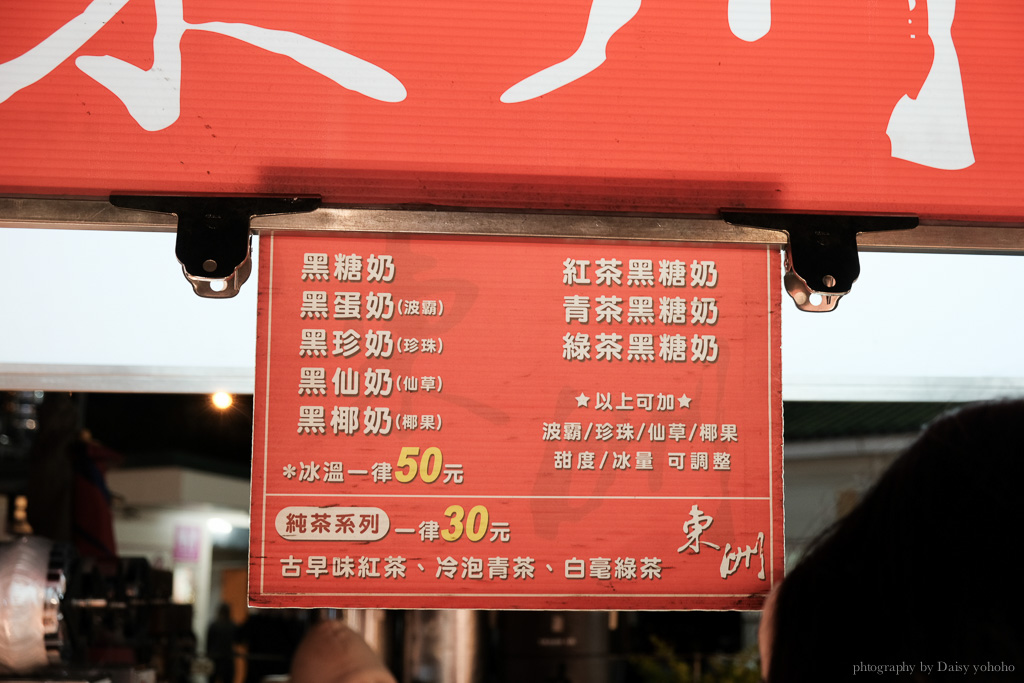 黑糖奶
黑蛋奶(波霸)
黑珍奶(珍珠)
黑仙奶(仙草)
黑椰奶(椰果)
*冰溫一律50元
紅茶黑糖奶
青茶黑糖奶
綠茶黑糖奶
★以上可加★
波霸/珍珠/仙草/椰果
甜度/冰量 可調整
純茶系列 一律30元
古早味紅茶、冷泡青茶、白毫綠茶
東洲
phtography by Daisy yohoho